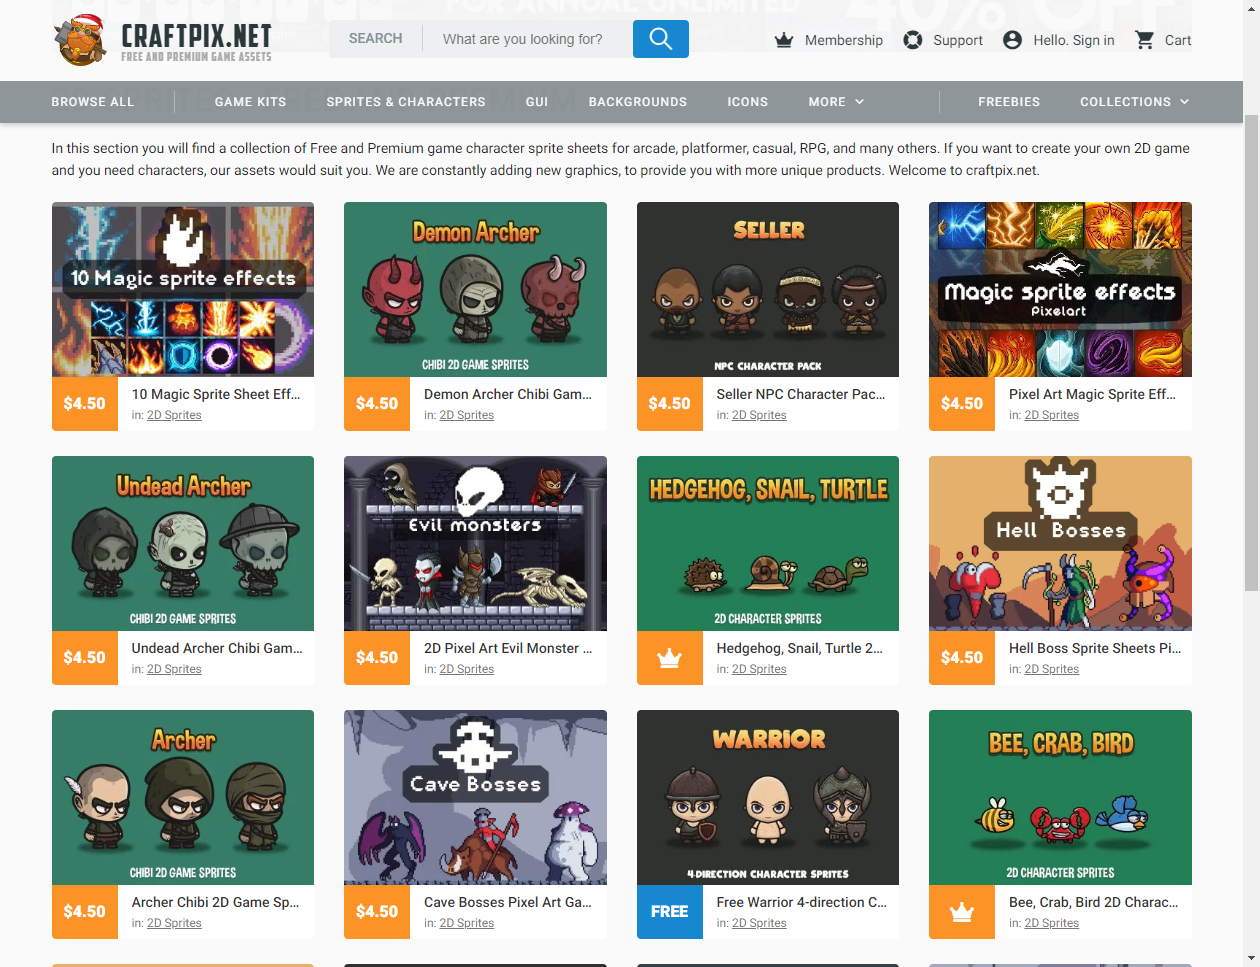 FOR ANNUAL UNLIMITED 40% OFF
CRAFTPIX.NET
FREE AND PREMIUM GAME ASSETS
SEARCH
What are you looking for?
Membership
Support
Hello. Sign in
Cart
BROWSE ALL
GAME KITS
SPRITES & CHARACTERS
GUI
BACKGROUNDS
ICONS
MORE
FREEBIES
COLLECTIONS
In this section you will find a collection of Free and Premium game character sprite sheets for arcade, platformer, casual, RPG, and many others. If you want to create your own 2D game
and you need characters, our assets would suit you. We are constantly adding new graphics, to provide you with more unique products. Welcome to craftpix.net.
10 Magic sprite effects
$4.50
10 Magic Sprite Sheet Eff...
in: 2D Sprites
Demon Archer
CHIBI 2D GAME SPRITES
$4.50
Demon Archer Chibi Gam...
in: 2D Sprites
SELLER
NPC CHARACTER PACK
$4.50
Seller NPC Character Pac...
in: 2D Sprites
Magic sprite effects
Pixelart
$4.50
Pixel Art Magic Sprite Eff...
in: 2D Sprites
Undead Archer
CHIBI 2D GAME SPRITES
$4.50
Undead Archer Chibi Gam...
in: 2D Sprites
Evil monsters
$4.50
2D Pixel Art Evil Monster ...
in: 2D Sprites
HEDGEHOG, SNAIL, TURTLE
2D CHARACTER SPRITES
Hedgehog, Snail, Turtle 2...
in: 2D Sprites
Hell Bosses
$4.50
Hell Boss Sprite Sheets Pi...
in: 2D Sprites
Archer
CHIBI 2D GAME SPRITES
$4.50
Archer Chibi 2D Game Sp...
in: 2D Sprites
Cave Bosses
$4.50
Cave Bosses Pixel Art Ga...
in: 2D Sprites
WARRIOR
4-DIRECTION CHARACTER SPRITES
FREE
Free Warrior 4-direction C...
in: 2D Sprites
BEE, CRAB, BIRD
2D CHARACTER SPRITES
Bee, Crab, Bird 2D Charac...
in: 2D Sprites